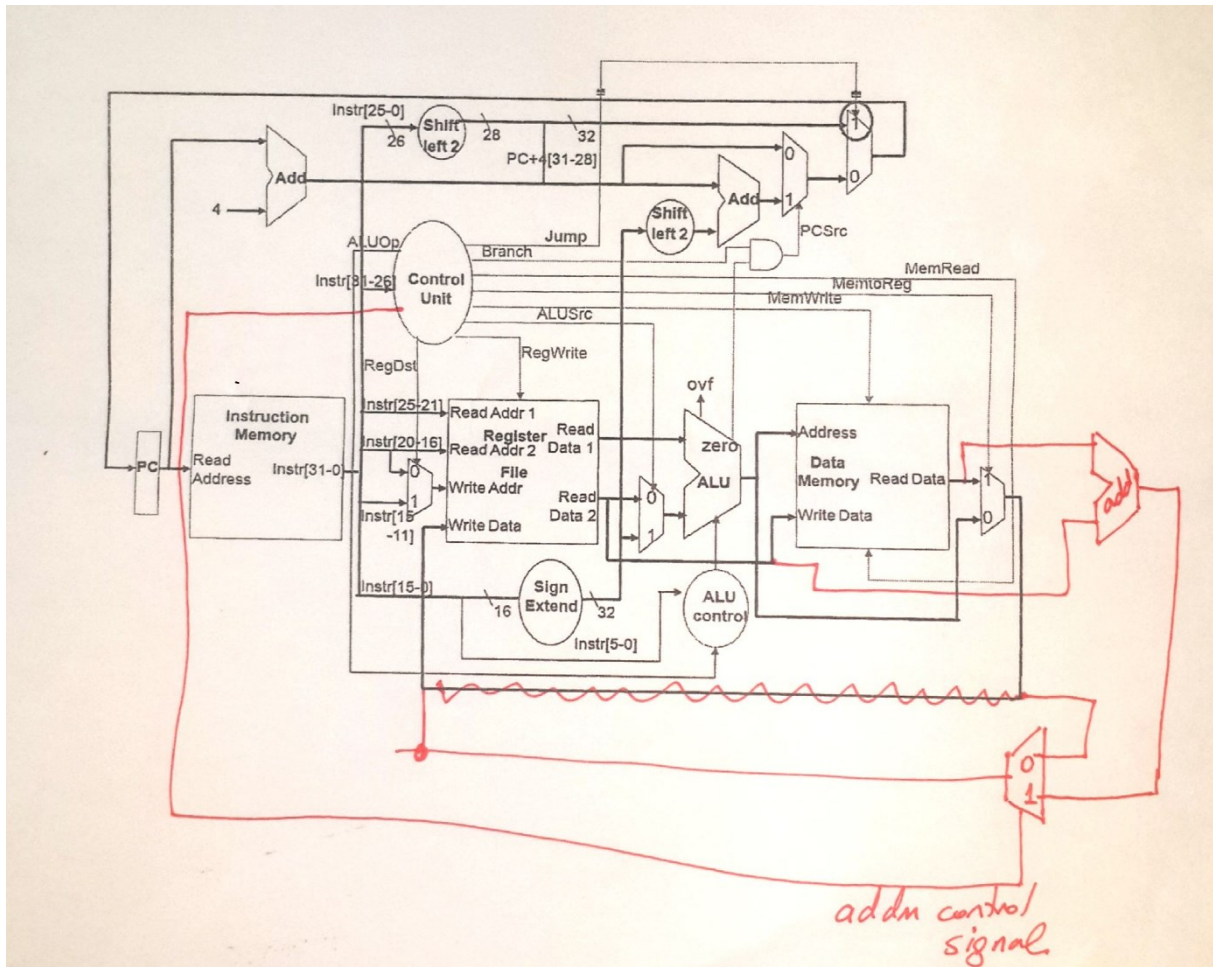 Instr[25-0]
Shift
left 2
26
28
32
PC+4[31-28]
1
Add
0
0
4
Add
1
Shift
left 2
PCSrc
ALUOp
Jump
Branch
MemRead
Instr[31-26]
Control
Unit
MemtoReg
MemWrite
ALUSrc
RegWrite
RegDst
ovf
Instruction
Memory
Instr[25-21]
Read Addr 1
Read
Data 1
zero
Address
Read
Address
PC
Instr[31-0]
Instr[20-16]
Read Addr 2
Register
File
0
Write Addr
1
Instr[15
-11]
Write Data
Read
Data 2
0
1
ALU
Data
Memory
Read Data
Write Data
1
0
add
Instr[15-0]
16
Sign
Extend
32
ALU
control
Instr[5-0]
0
1
addm control
signal